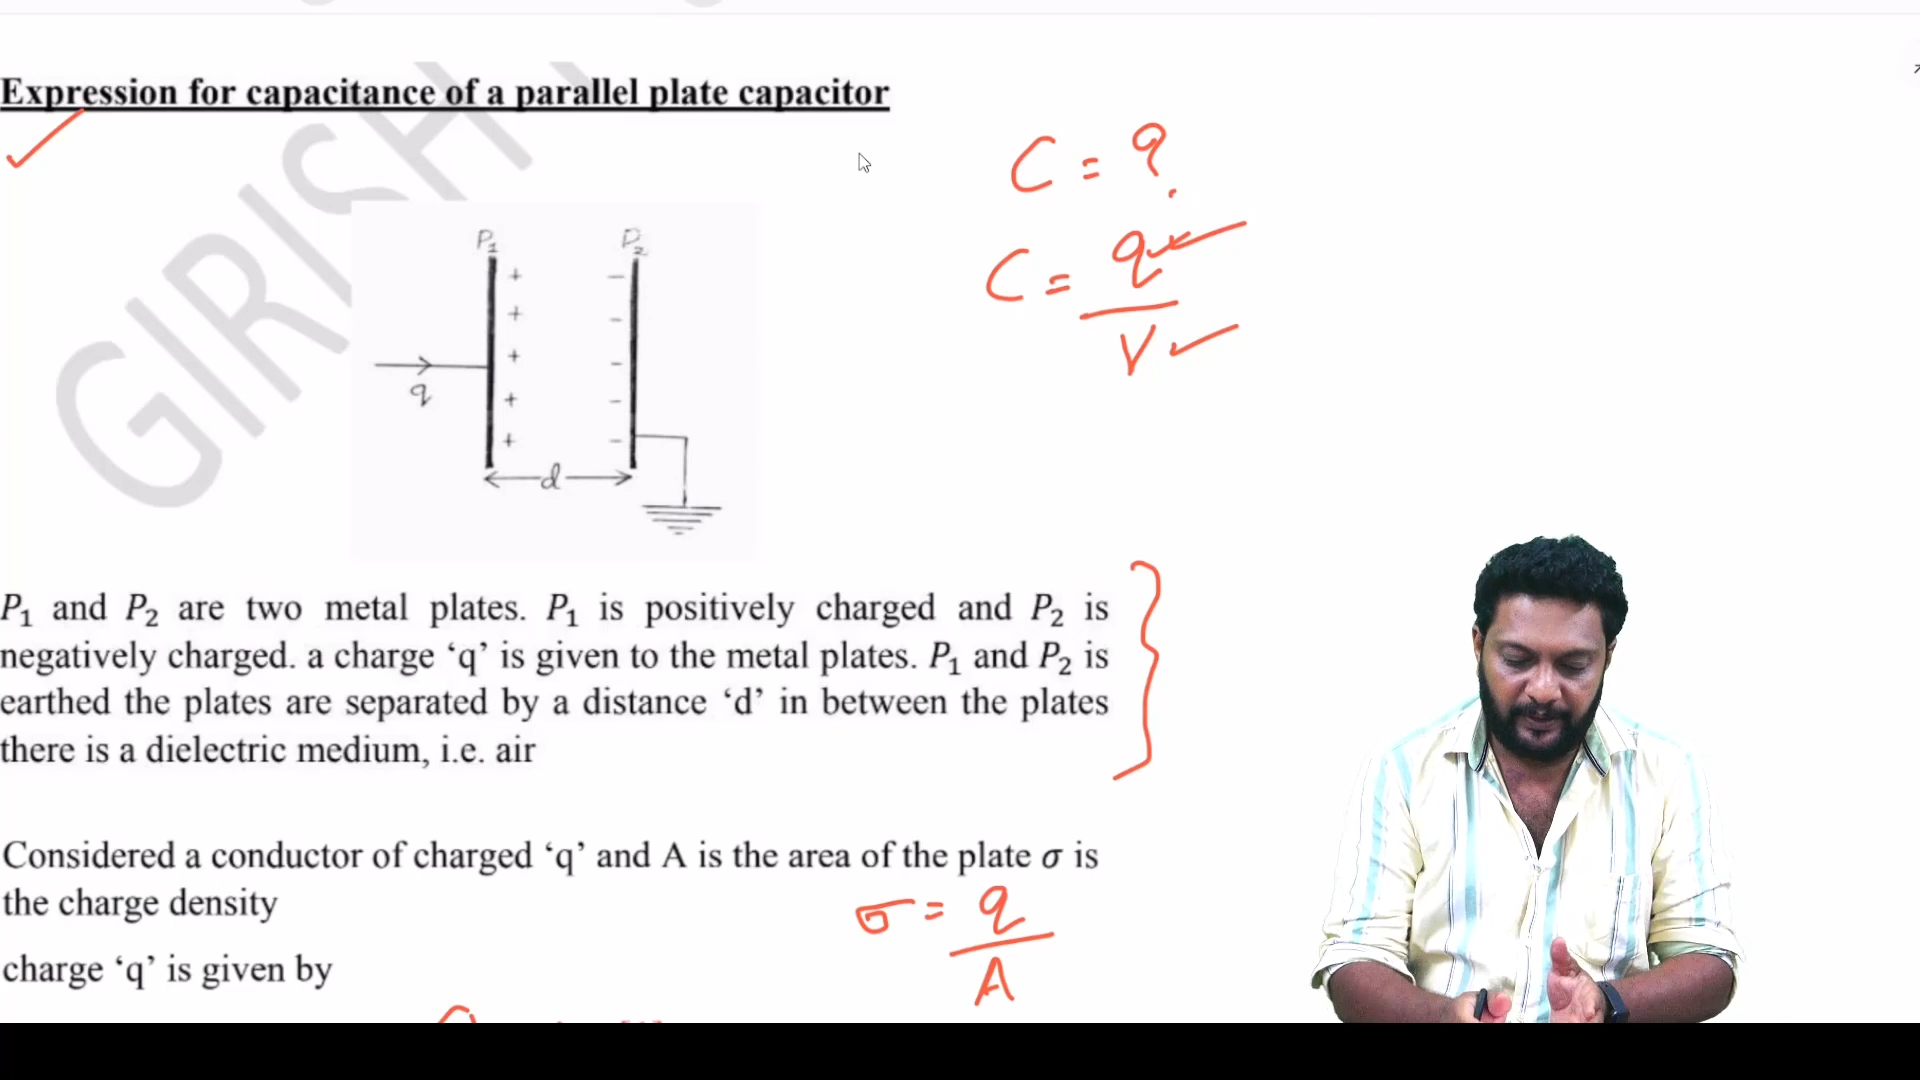 Expression for capacitance of a parallel plate capacitor
C = ?
C = q
V
GIRISH
P₁ P₂
+ −
+ −
+ −
+ −
+ −
q
d
P₁ and P₂ are two metal plates. P₁ is positively charged and P₂ is
negatively charged. a charge ‘q’ is given to the metal plates. P₁ and P₂ is
earthed the plates are separated by a distance ‘d’ in between the plates
there is a dielectric medium, i.e. air
Considered a conductor of charged ‘q’ and A is the area of the plate σ is
the charge density
σ = q
A
charge ‘q’ is given by